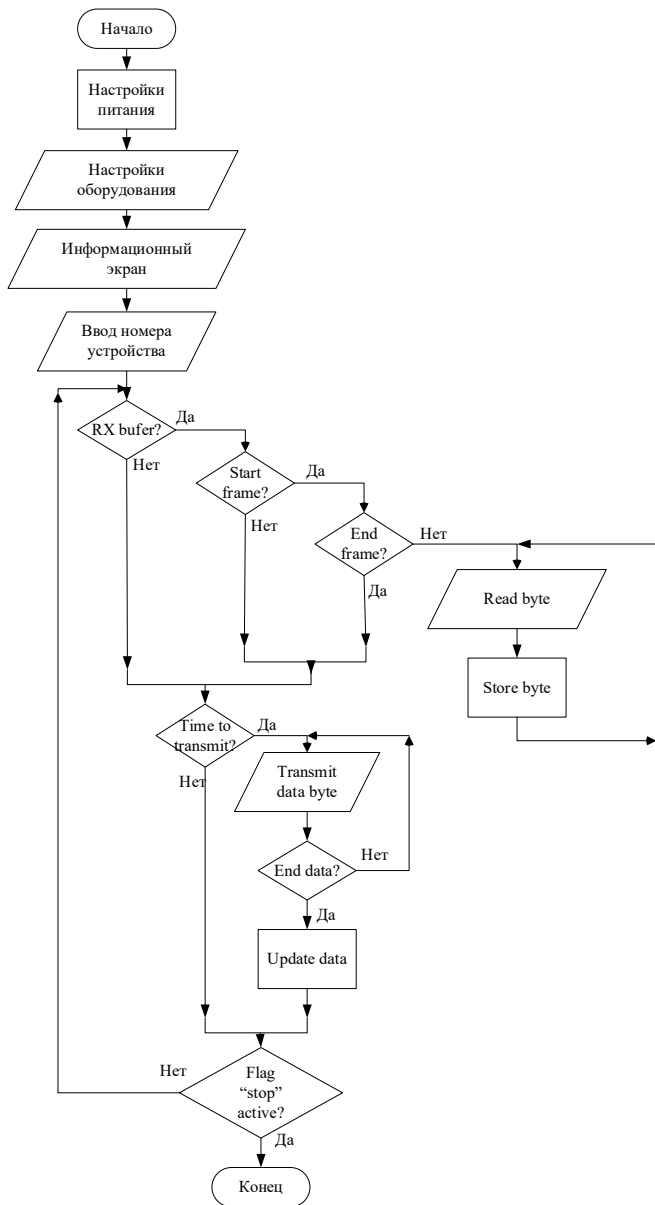 Начало
Настройки
питания
Настройки
оборудования
Информационный
экран
Ввод номера
устройства
Да
RX bufer?
Нет
Да
Start
frame?
Нет
End
frame?
Нет
Да
Read byte
Store byte
Time to
transmit?
Да
Нет
Transmit
data byte
End data?
Нет
Да
Update data
Нет
Flag
“stop”
active?
Да
Конец